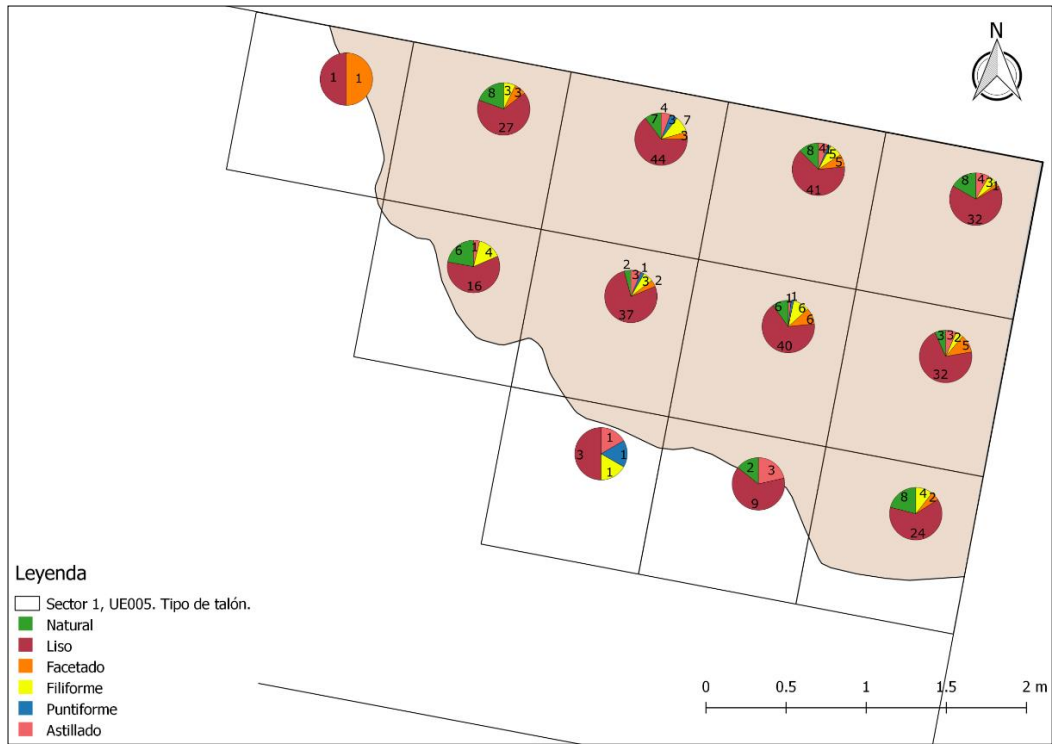 N
1 1
8 3 3
27
4
7 3 7
3
44
8 4 1 5
5
41
8 4 3 1
32
6 1 4
16
2 1
3 3 2
37
1 1
6 6
6
40
3 3 2
5
32
1
3 1
1
2 3
9
8 4 2
24
Leyenda
Sector 1, UE005. Tipo de talón.
Natural
Liso
Facetado
Filiforme
Puntiforme
Astillado
0 0.5 1 1.5 2 m